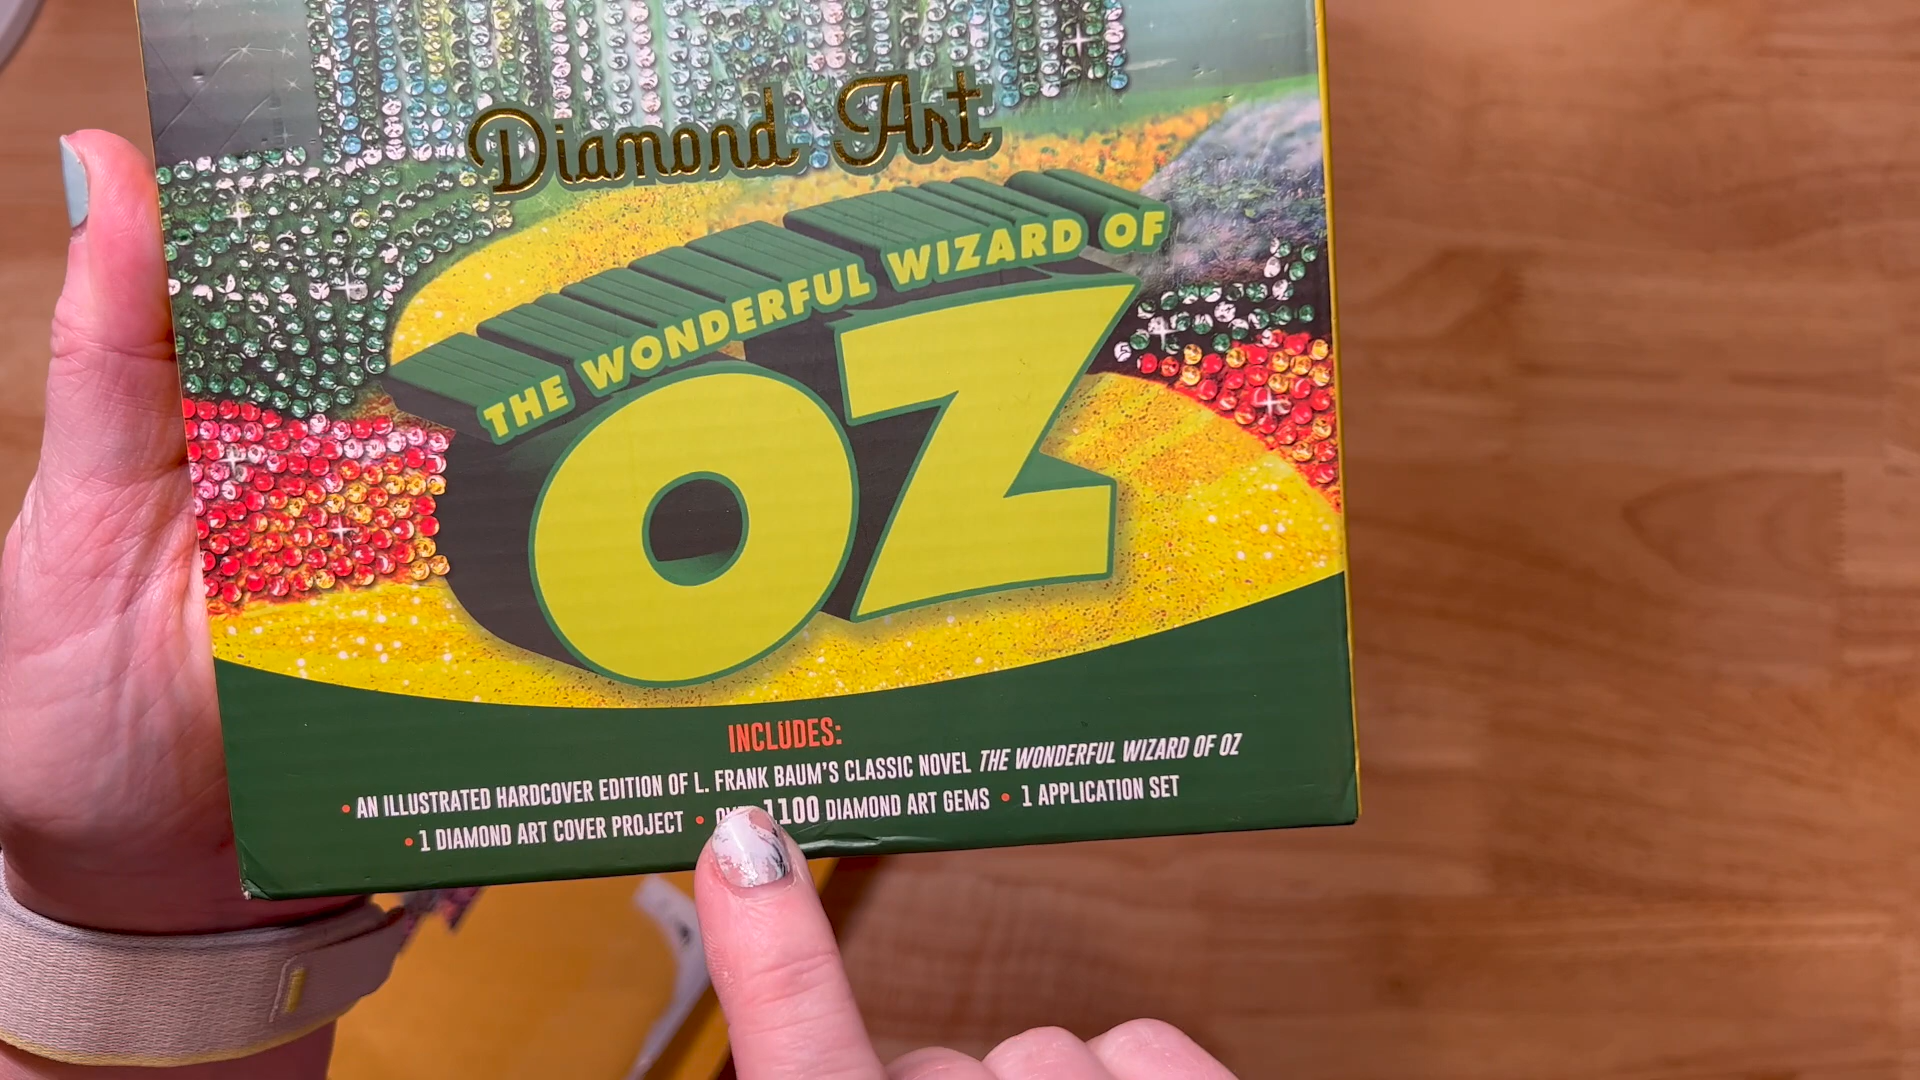 Diamond Art
THE WONDERFUL WIZARD OF
OZ
INCLUDES:
• AN ILLUSTRATED HARDCOVER EDITION OF L. FRANK BAUM'S CLASSIC NOVEL THE WONDERFUL WIZARD OF OZ
• 1 DIAMOND ART COVER PROJECT • 1100 DIAMOND ART GEMS • 1 APPLICATION SET